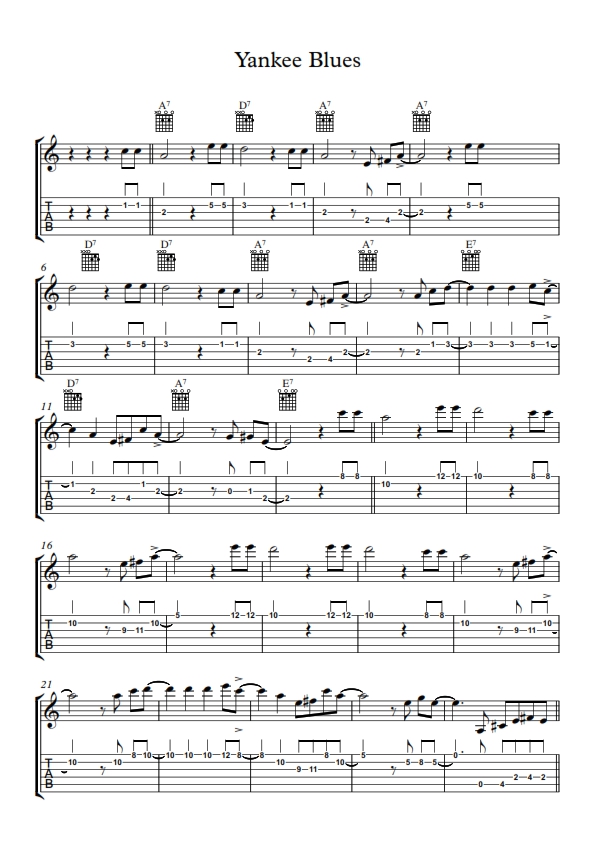 Yankee Blues
A7 D7 A7 A7
T A B 1 1 2 5 5 3 1 1 2 2 4 2 2 5 5
D7 D7 A7 A7 E7
6
T A B 3 5 5 3 1 1 2 2 4 2 2 2 1 3 3 3 3 5 1
D7 A7 E7
11
T A B 1 2 2 4 1 2 2 0 1 2 2 8 8 10 12 12 10 8 8
16
T A B 10 9 11 10 5 12 12 10 12 12 10 8 8 10 9 11 10
21
T A B 10 10 8 10 10 10 10 12 8 8 10 9 11 8 10 5 5 3 0 0 0 4 2 4 2